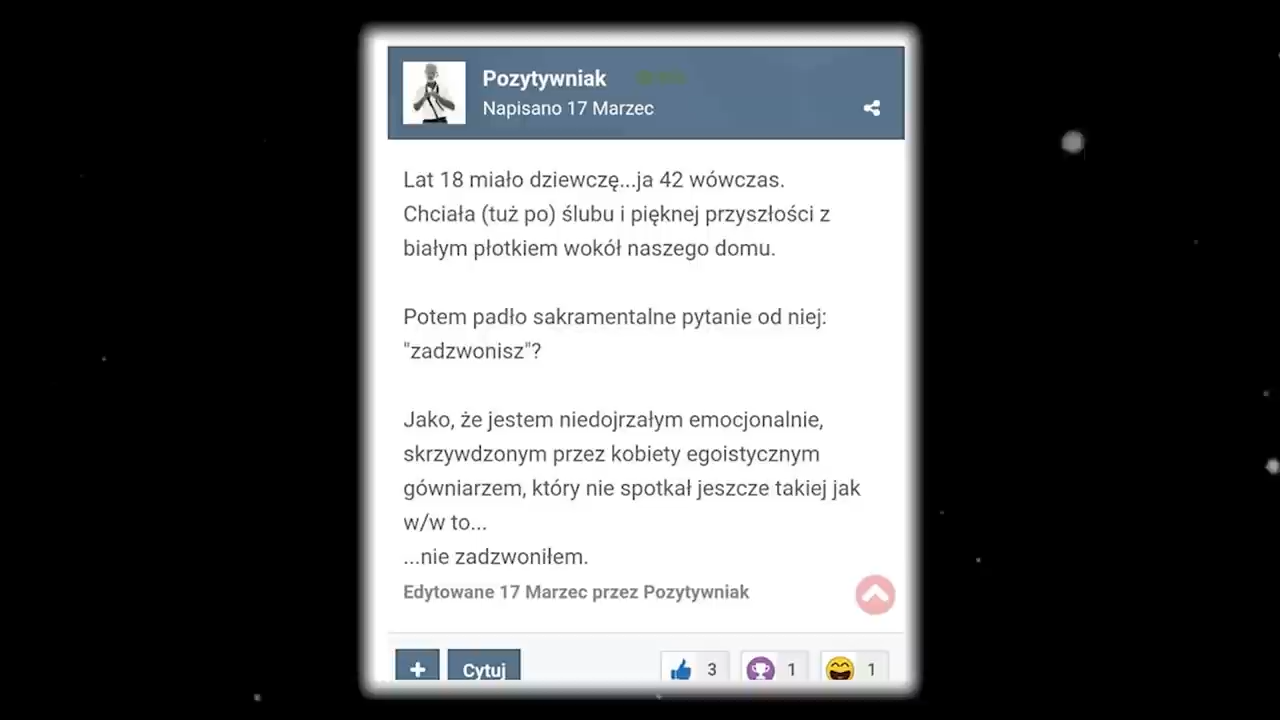 Pozytywniak
Napisano 17 Marzec
Lat 18 miało dziewczę...ja 42 wówczas.
Chciała (tuż po) ślubu i pięknej przyszłości z
białym płotkiem wokół naszego domu.
Potem padło sakramentalne pytanie od niej:
"zadzwonisz"?
Jako, że jestem niedojrzałym emocjonalnie,
skrzywdzonym przez kobiety egoistycznym
gówniarzem, który nie spotkał jeszcze takiej jak
w/w to...
...nie zadzwoniłem.
Edytowane 17 Marzec przez Pozytywniak
+ Cytuj 3 1 1